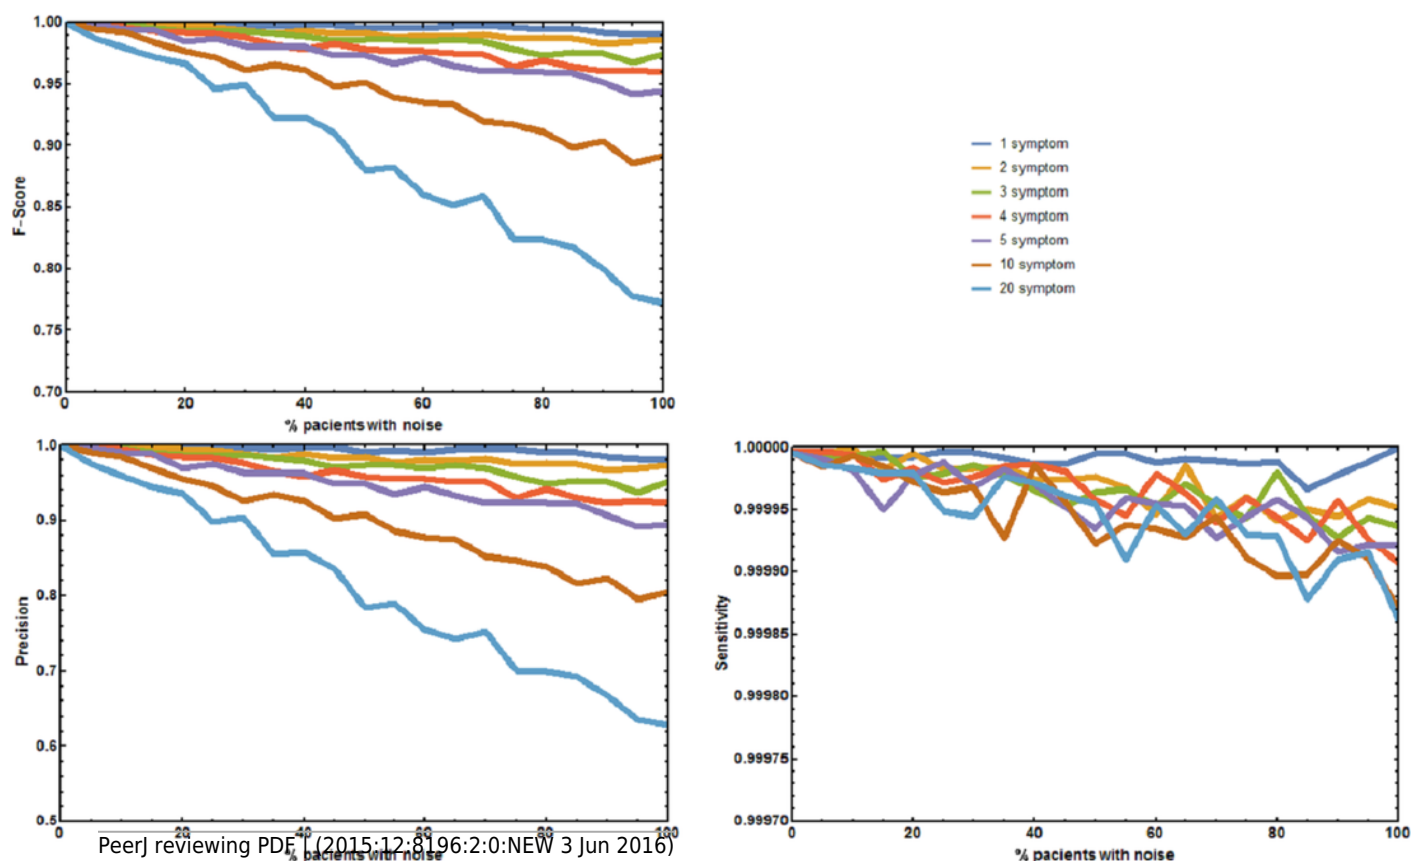 1.00
0.95
0.90
0.85
0.80
0.75
0.70
F-Score
0 20 40 60 80 100
% pacients with noise
1 symptom
2 symptom
3 symptom
4 symptom
5 symptom
10 symptom
20 symptom
1.0
0.9
0.8
0.7
0.6
0.5
Precision
0 20 40 60 80 100
% pacients with noise
PeerJ reviewing PDF | (2015:12:8196:2:0:NEW 3 Jun 2016)
1.00000
0.99995
0.99990
0.99985
0.99980
0.99975
0.99970
Sensitivity
0 20 40 60 80 100
% pacients with noise